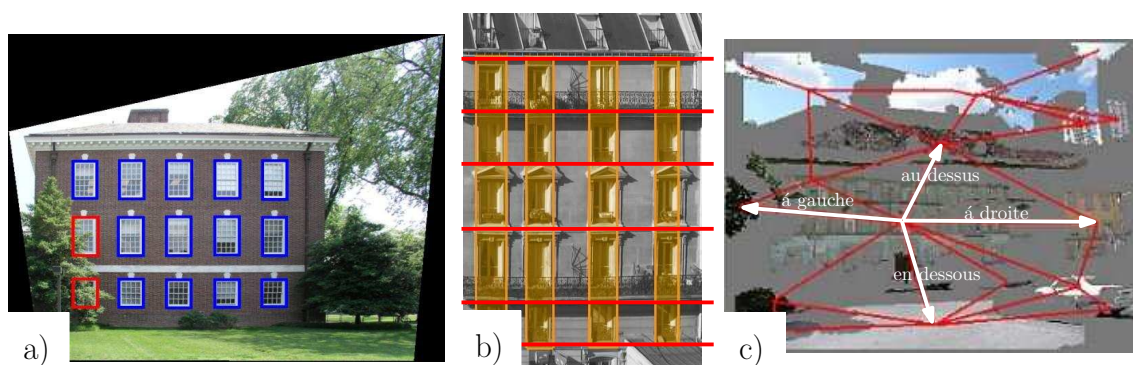 a)
b)
c)
au dessus
á gauche
á droite
en dessous